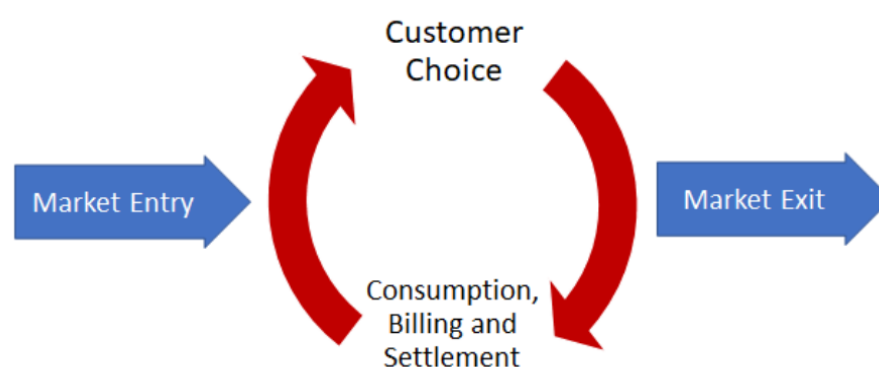 Customer
Choice
Market Entry
Market Exit
Consumption,
Billing and
Settlement